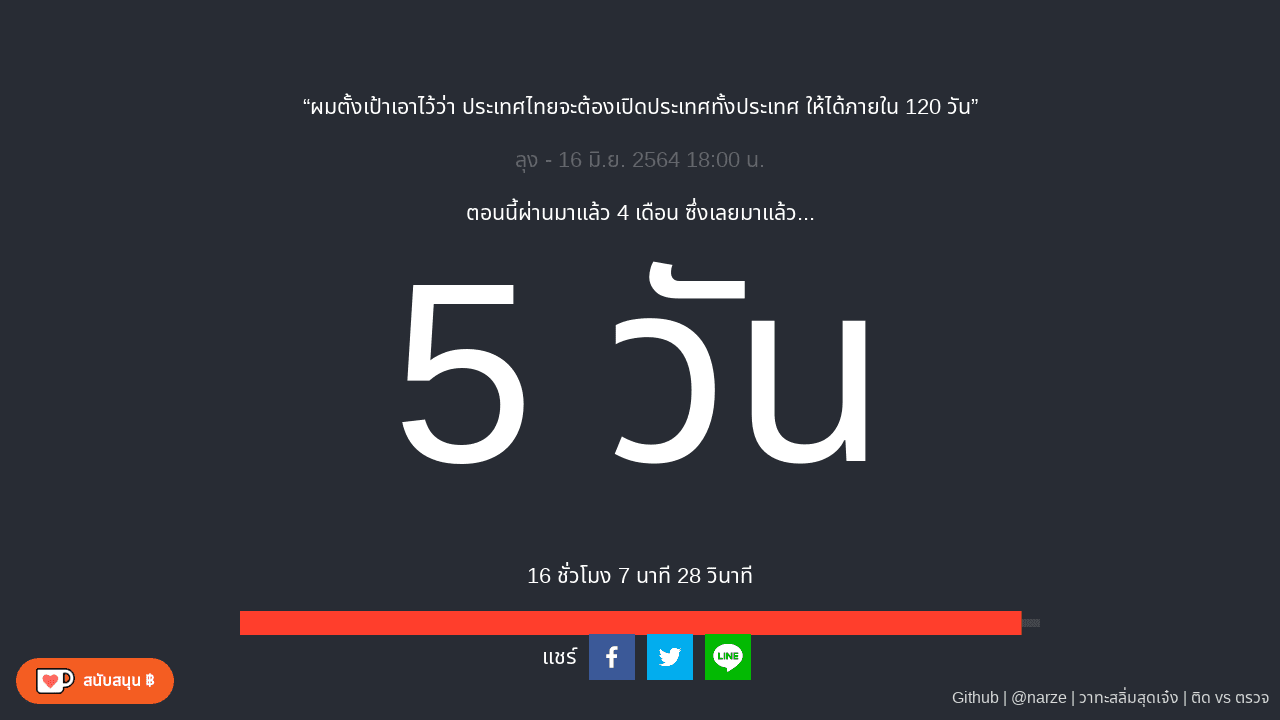 “ผมตั้งเป้าเอาไว้ว่า ประเทศไทยจะต้องเปิดประเทศทั้งประเทศ ให้ได้ภายใน 120 วัน”
ลุง - 16 มิ.ย. 2564 18:00 น.
ตอนนี้ผ่านมาแล้ว 4 เดือน ซึ่งเลยมาแล้ว...
5 วัน
16 ชั่วโมง 7 นาที 28 วินาที
แชร์
LINE
สนับสนุน ฿
Github | @narze | วาทะสลิ่มสุดเจ๋ง | ติด vs ตรวจ